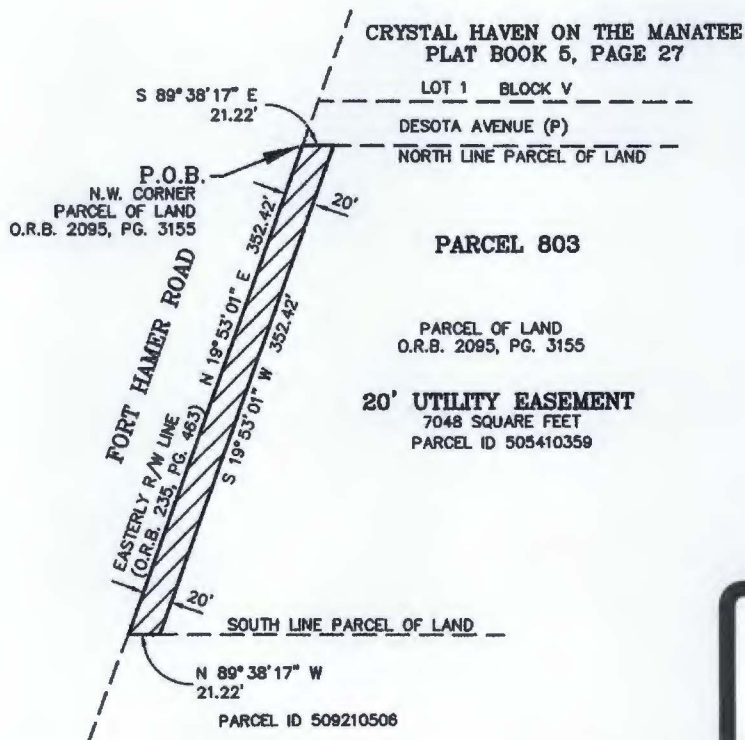 CRYSTAL HAVEN ON THE MANATEE
PLAT BOOK 5, PAGE 27
LOT 1 BLOCK V
S 89°38'17" E
21.22'
DESOTA AVENUE (P)
NORTH LINE PARCEL OF LAND
P.O.B.
N.W. CORNER
PARCEL OF LAND
O.R.B. 2095, PG. 3155
20'
PARCEL 803
FORT HAMER ROAD
N 19°53'01" E 352.42'
S 19°53'01" W 352.42'
PARCEL OF LAND
O.R.B. 2095, PG. 3155
20' UTILITY EASEMENT
7048 SQUARE FEET
PARCEL ID 505410359
EASTERLY R/W LINE
(O.R.B. 235, PG. 463)
20'
SOUTH LINE PARCEL OF LAND
N 89°38'17" W
21.22'
PARCEL ID 509210506